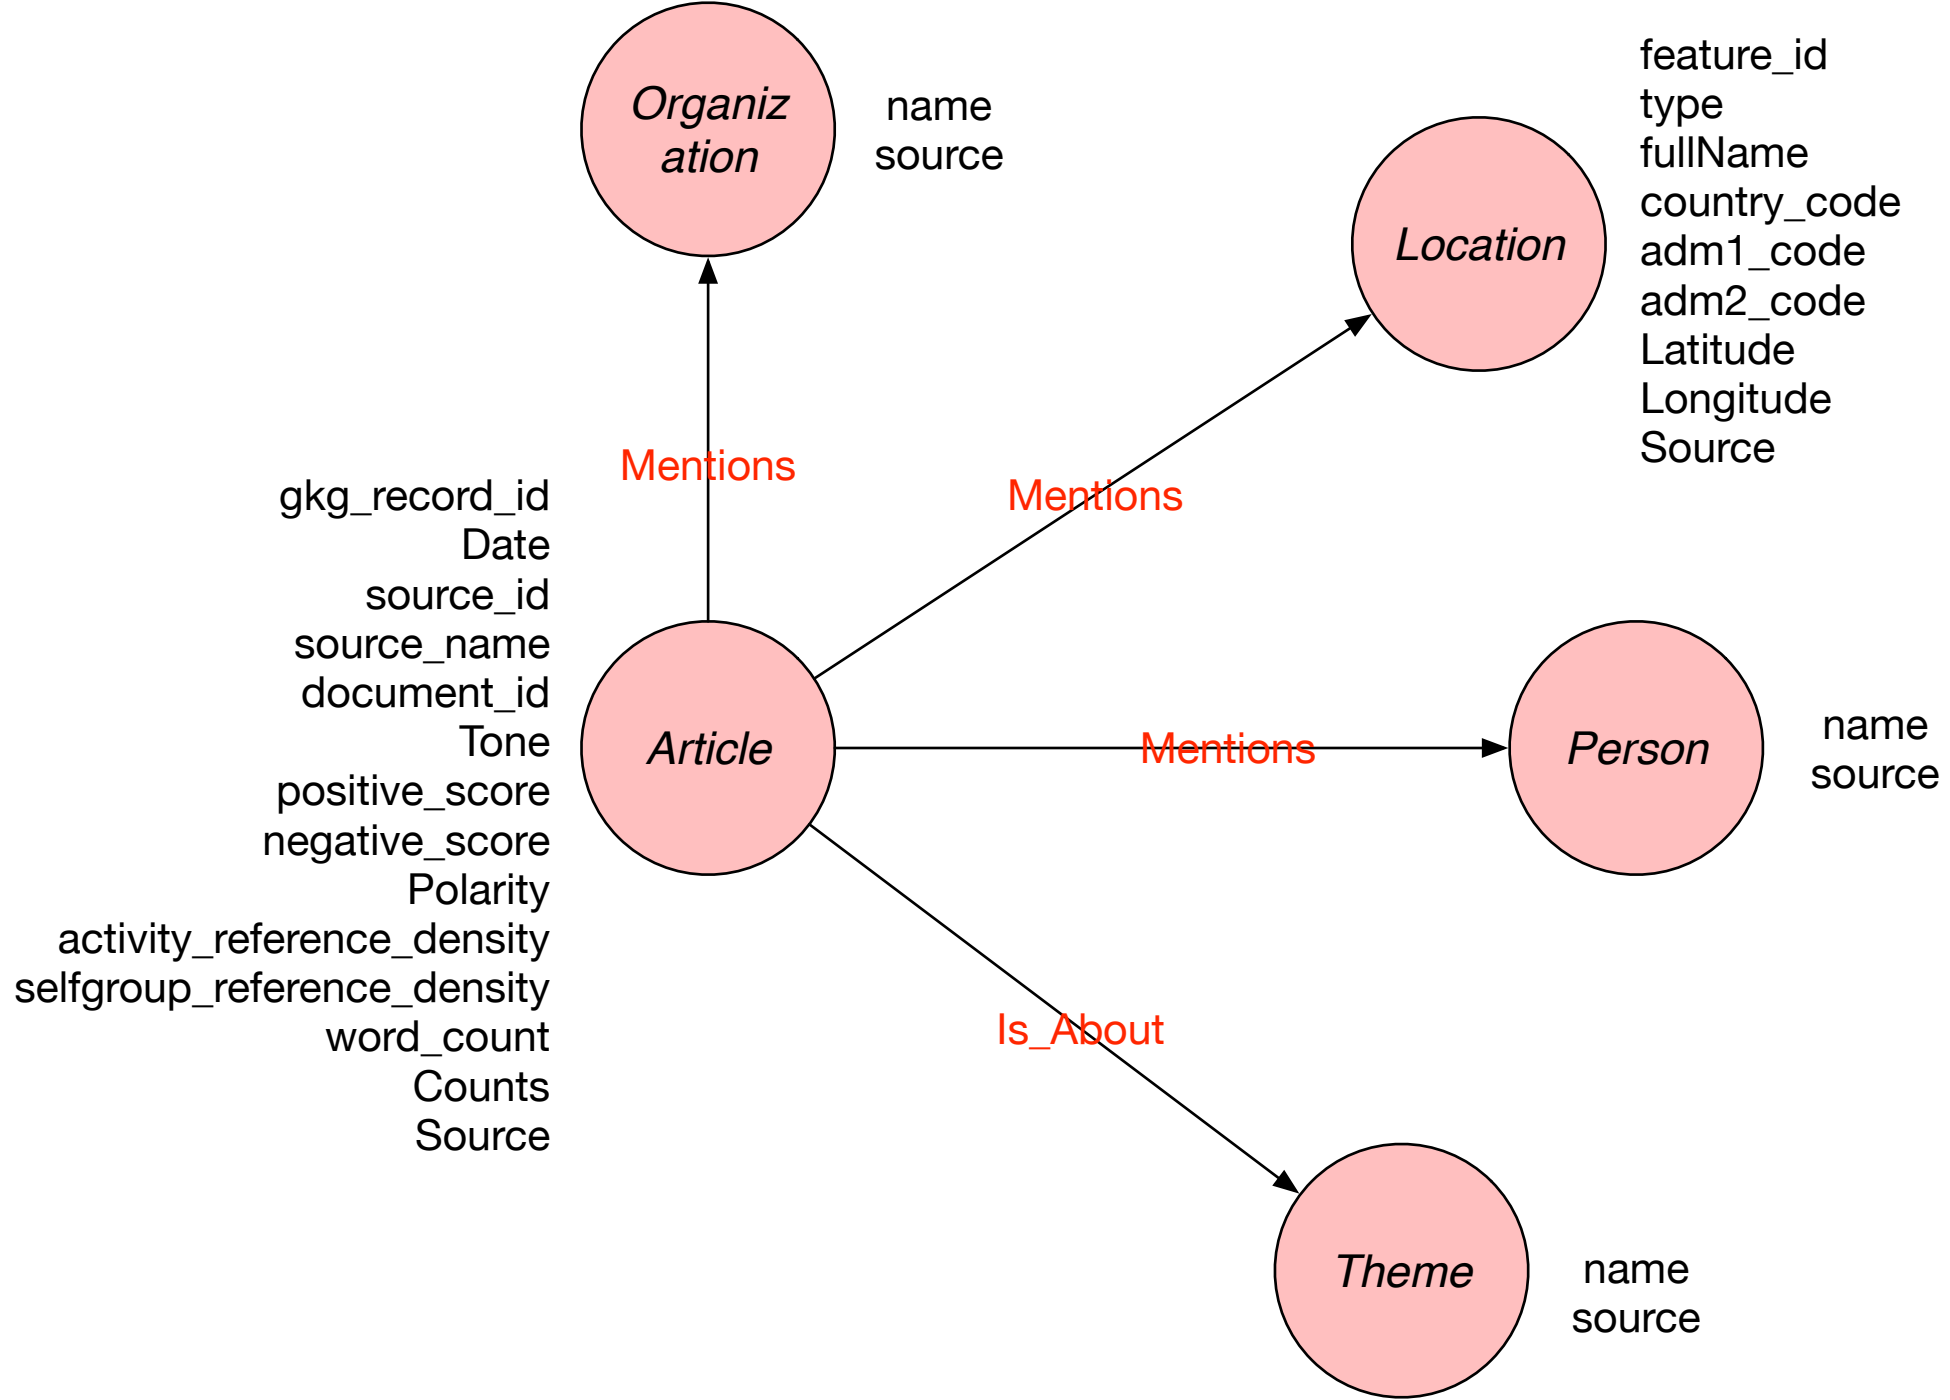 Organiz
ation
name
source
feature_id
type
fullName
country_code
adm1_code
adm2_code
Latitude
Longitude
Source
Location
Mentions
Mentions
gkg_record_id
Date
source_id
source_name
document_id
Tone
positive_score
negative_score
Polarity
activity_reference_density
selfgroup_reference_density
word_count
Counts
Source
Article
Mentions
Person
name
source
Is_About
Theme
name
source